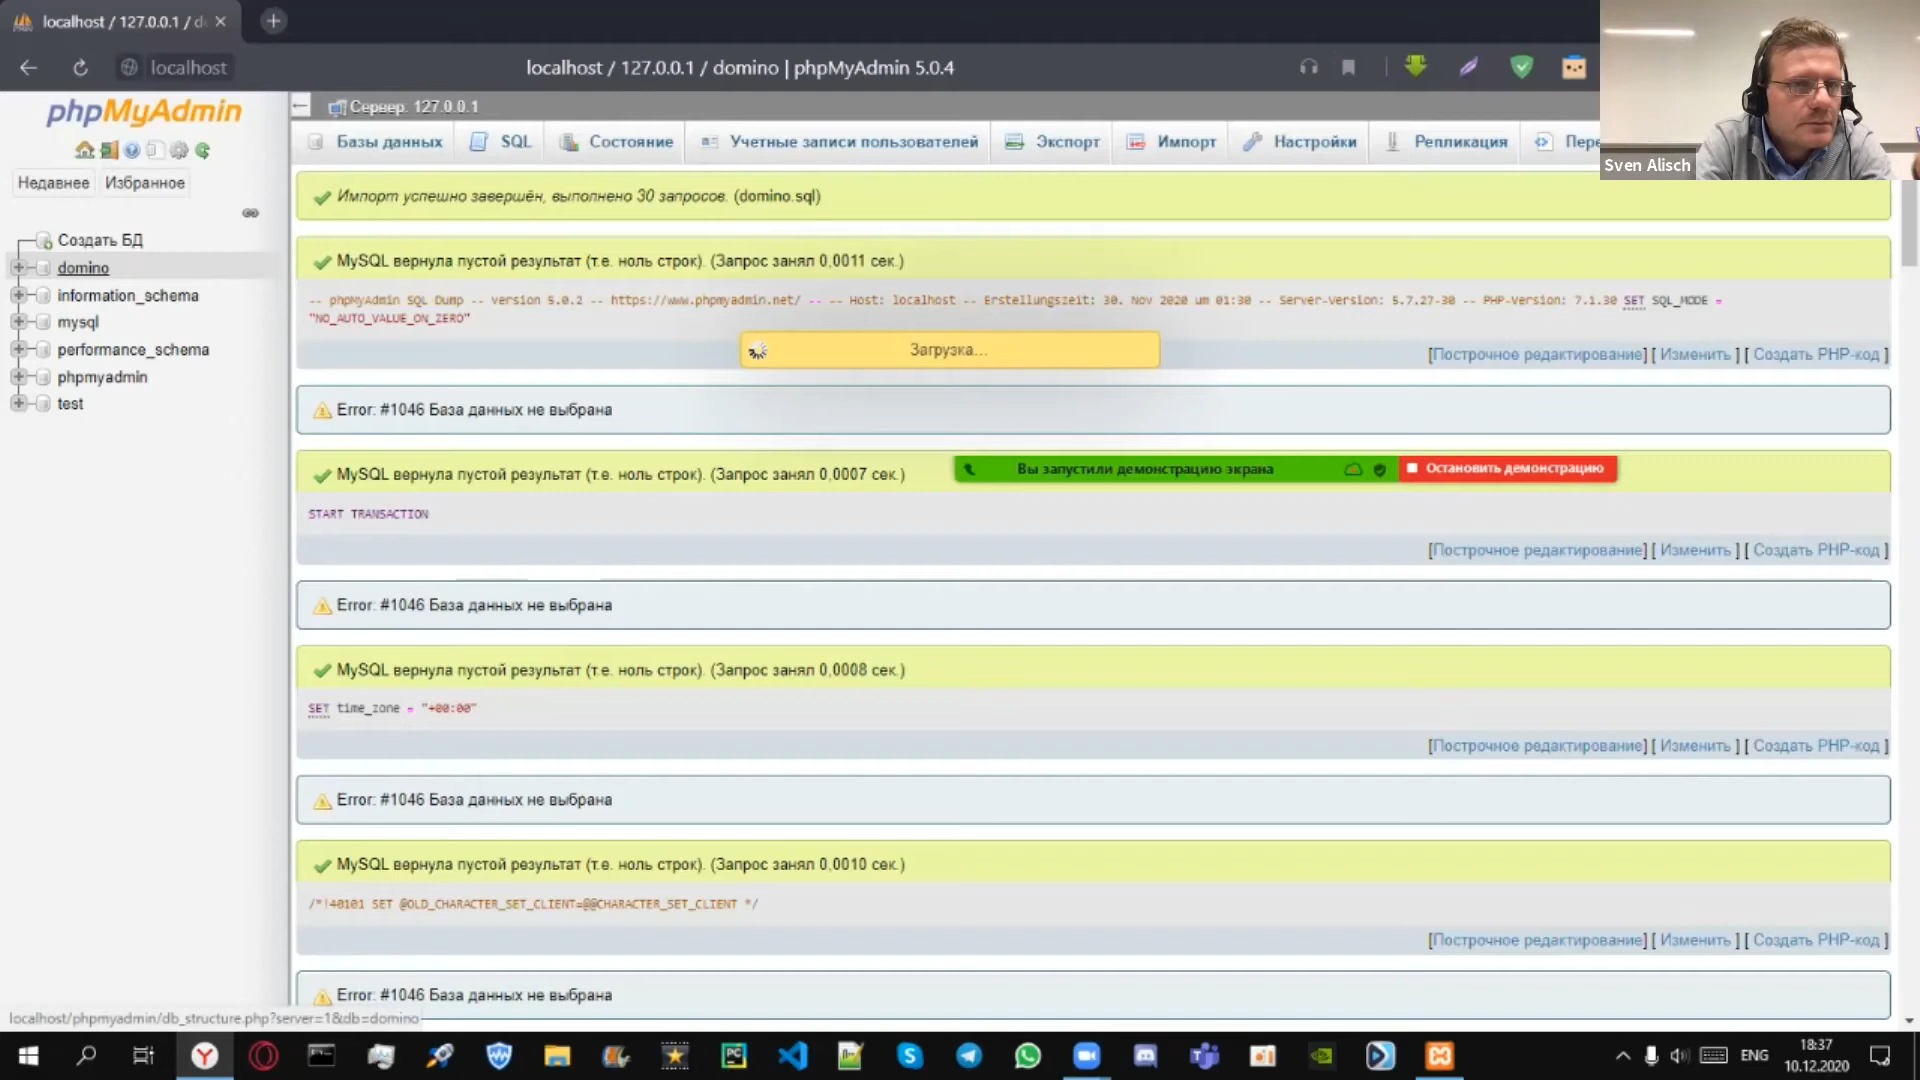 localhost / 127.0.0.1 / d
localhost
localhost / 127.0.0.1 / domino | phpMyAdmin 5.0.4
Sven Alisch
phpMyAdmin
Недавнее Избранное
Создать БД
domino
information_schema
mysql
performance_schema
phpmyadmin
test
Сервер: 127.0.0.1
Базы данных SQL Состояние Учетные записи пользователей Экспорт Импорт Настройки Репликация Пере
Импорт успешно завершён, выполнено 30 запросов. (domino.sql)
MySQL вернула пустой результат (т.е. ноль строк). (Запрос занял 0,0011 сек.)
-- phpMyAdmin SQL Dump -- version 5.0.2 -- https://www.phpmyadmin.net/ -- -- Host: localhost -- Erstellungszeit: 30. Nov 2020 um 01:30 -- Server-Version: 5.7.27-30 -- PHP-Version: 7.1.30 SET SQL_MODE =
"NO_AUTO_VALUE_ON_ZERO"
Загрузка...
[Построчное редактирование] [ Изменить ] [ Создать PHP-код ]
Error: #1046 База данных не выбрана
MySQL вернула пустой результат (т.е. ноль строк). (Запрос занял 0,0007 сек.)
Вы запустили демонстрацию экрана
Остановить демонстрацию
START TRANSACTION
[Построчное редактирование] [ Изменить ] [ Создать PHP-код ]
Error: #1046 База данных не выбрана
MySQL вернула пустой результат (т.е. ноль строк). (Запрос занял 0,0008 сек.)
SET time_zone = "+00:00"
[Построчное редактирование] [ Изменить ] [ Создать PHP-код ]
Error: #1046 База данных не выбрана
MySQL вернула пустой результат (т.е. ноль строк). (Запрос занял 0,0010 сек.)
/*!40101 SET @OLD_CHARACTER_SET_CLIENT=@@CHARACTER_SET_CLIENT */
[Построчное редактирование] [ Изменить ] [ Создать PHP-код ]
Error: #1046 База данных не выбрана
localhost/phpmyadmin/db_structure.php?server=1&db=domino
ENG
18:37
10.12.2020